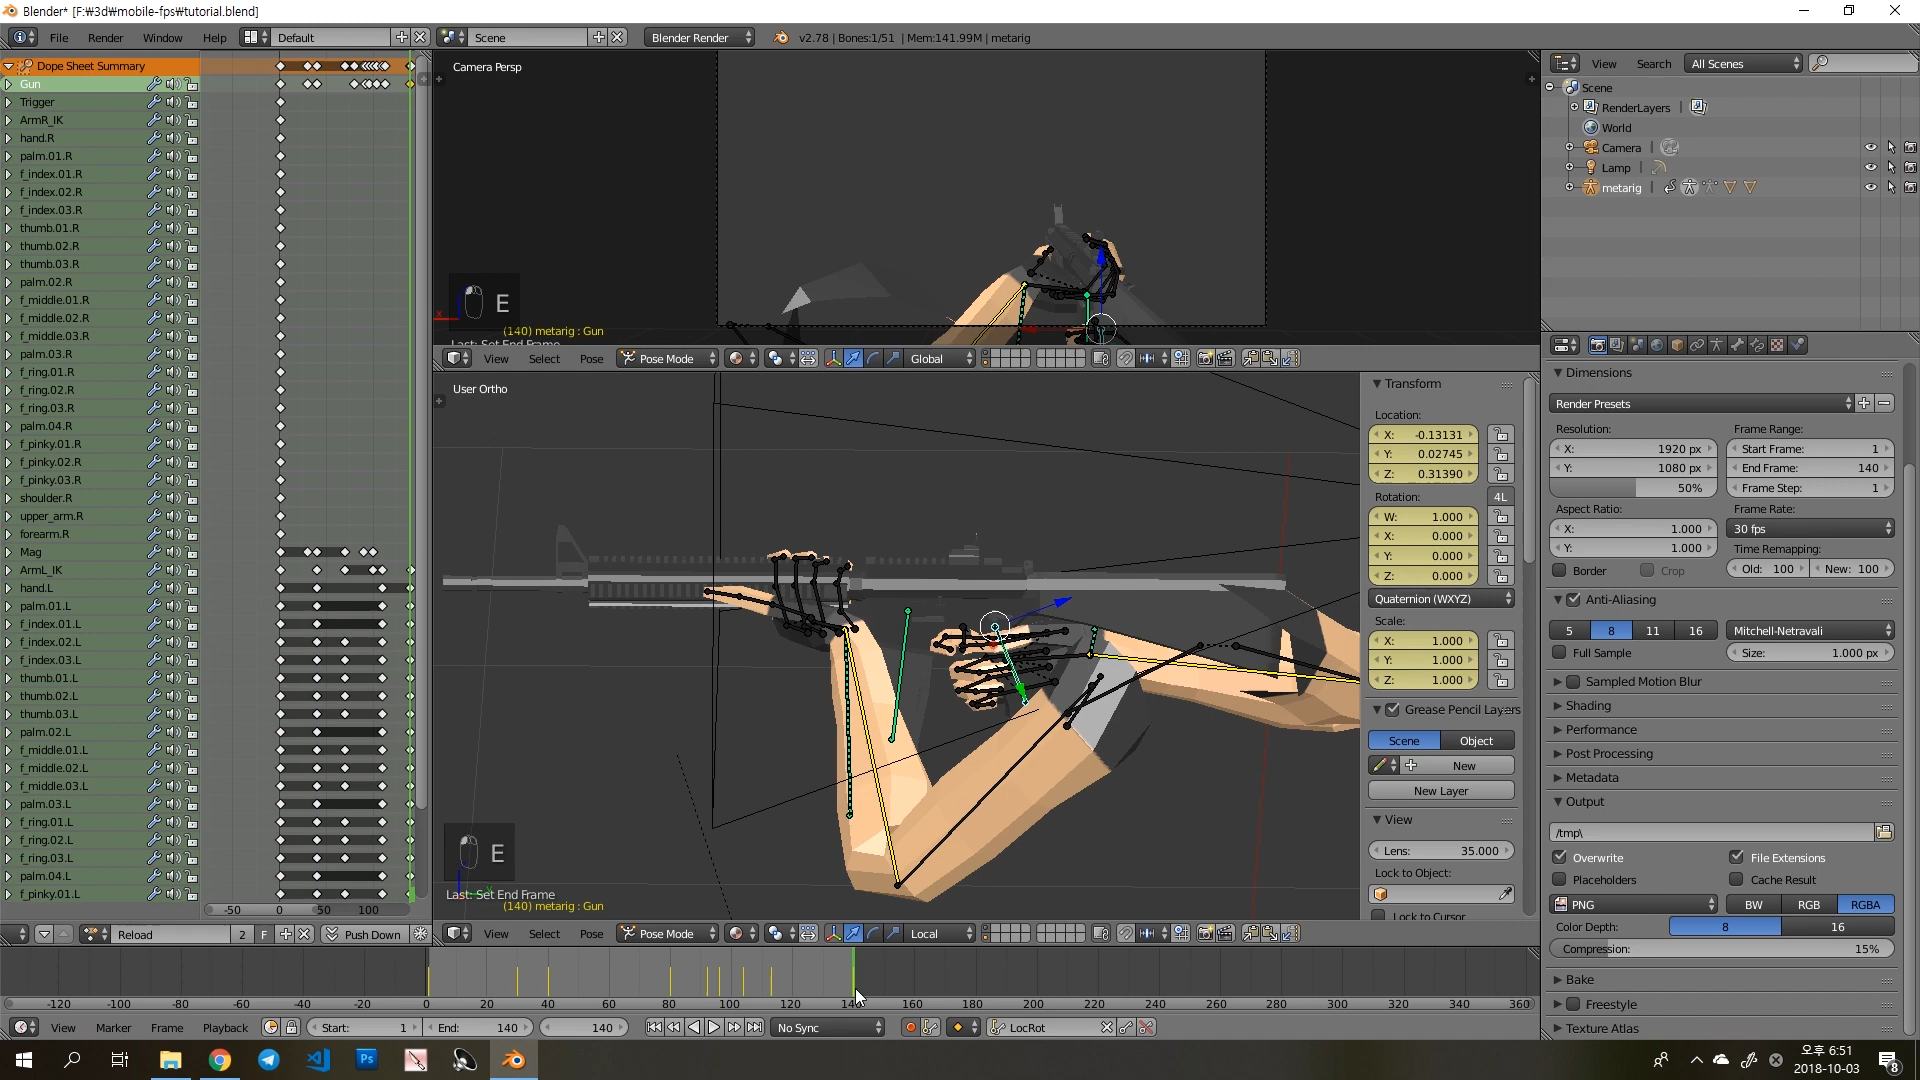 Blender* [F:₩3d₩mobile-fps₩tutorial.blend]
File Render Window Help Default Scene Blender Render v2.78 | Bones:1/51 | Mem:141.99M | metarig
Dope Sheet Summary
Gun
Trigger
ArmR_IK
hand.R
palm.01.R
f_index.01.R
f_index.02.R
f_index.03.R
thumb.01.R
thumb.02.R
thumb.03.R
palm.02.R
f_middle.01.R
f_middle.02.R
f_middle.03.R
palm.03.R
f_ring.01.R
f_ring.02.R
f_ring.03.R
palm.04.R
f_pinky.01.R
f_pinky.02.R
f_pinky.03.R
shoulder.R
upper_arm.R
forearm.R
Mag
ArmL_IK
hand.L
palm.01.L
f_index.01.L
f_index.02.L
f_index.03.L
thumb.01.L
thumb.02.L
thumb.03.L
palm.02.L
f_middle.01.L
f_middle.02.L
f_middle.03.L
palm.03.L
f_ring.01.L
f_ring.02.L
f_ring.03.L
palm.04.L
f_pinky.01.L
-50 0 50 100
Reload 2 F Push Down
Camera Persp
E
(140) metarig : Gun
Last: Set End Frame
View Select Pose Pose Mode Global
User Ortho
E
Last: Set End Frame
(140) metarig : Gun
View Select Pose Pose Mode Local
Transform
Location:
X: -0.13131
Y: 0.02745
Z: 0.31390
Rotation: 4L
W: 1.000
X: 0.000
Y: 0.000
Z: 0.000
Quaternion (WXYZ)
Scale:
X: 1.000
Y: 1.000
Z: 1.000
Grease Pencil Layers
Scene Object
New
New Layer
View
Lens: 35.000
Lock to Object:
Lock to Cursor
View Search All Scenes
Scene
RenderLayers
World
Camera
Lamp
metarig
Dimensions
Render Presets
Resolution: Frame Range:
X: 1920 px Start Frame: 1
Y: 1080 px End Frame: 140
50% Frame Step: 1
Aspect Ratio: Frame Rate:
X: 1.000 30 fps
Y: 1.000 Time Remapping:
Border Crop Old: 100 New: 100
Anti-Aliasing
5 8 11 16 Mitchell-Netravali
Full Sample Size: 1.000 px
Sampled Motion Blur
Shading
Performance
Post Processing
Metadata
Output
/tmp\
Overwrite File Extensions
Placeholders Cache Result
PNG BW RGB RGBA
Color Depth: 8 16
Compression: 15%
Bake
Freestyle
Texture Atlas
-120 -100 -80 -60 -40 -20 0 20 40 60 80 100 120 140 160 180 200 220 240 260 280 300 320 340 360
View Marker Frame Playback Start: 1 End: 140 140 No Sync LocRot
Ps
오후 6:51
2018-10-03
8